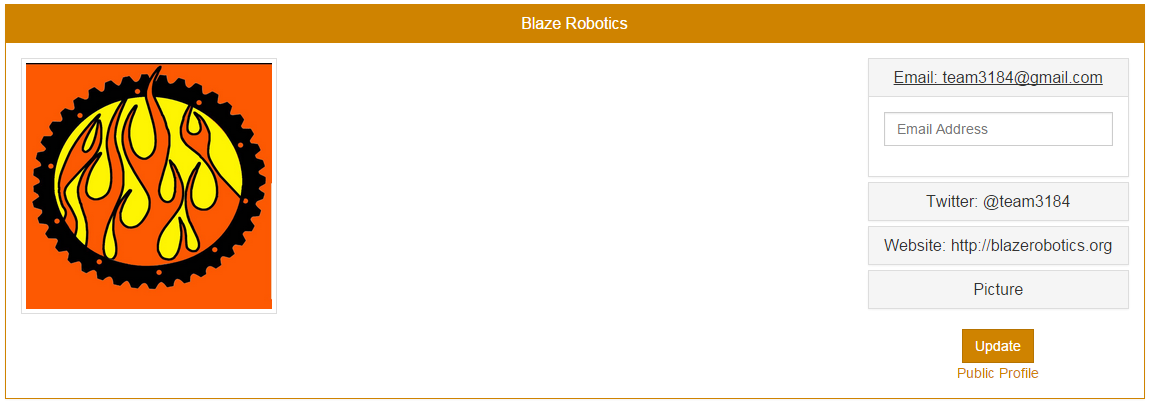 Blaze Robotics
Email: team3184@gmail.com
Email Address
Twitter: @team3184
Website: http://blazerobotics.org
Picture
Update
Public Profile